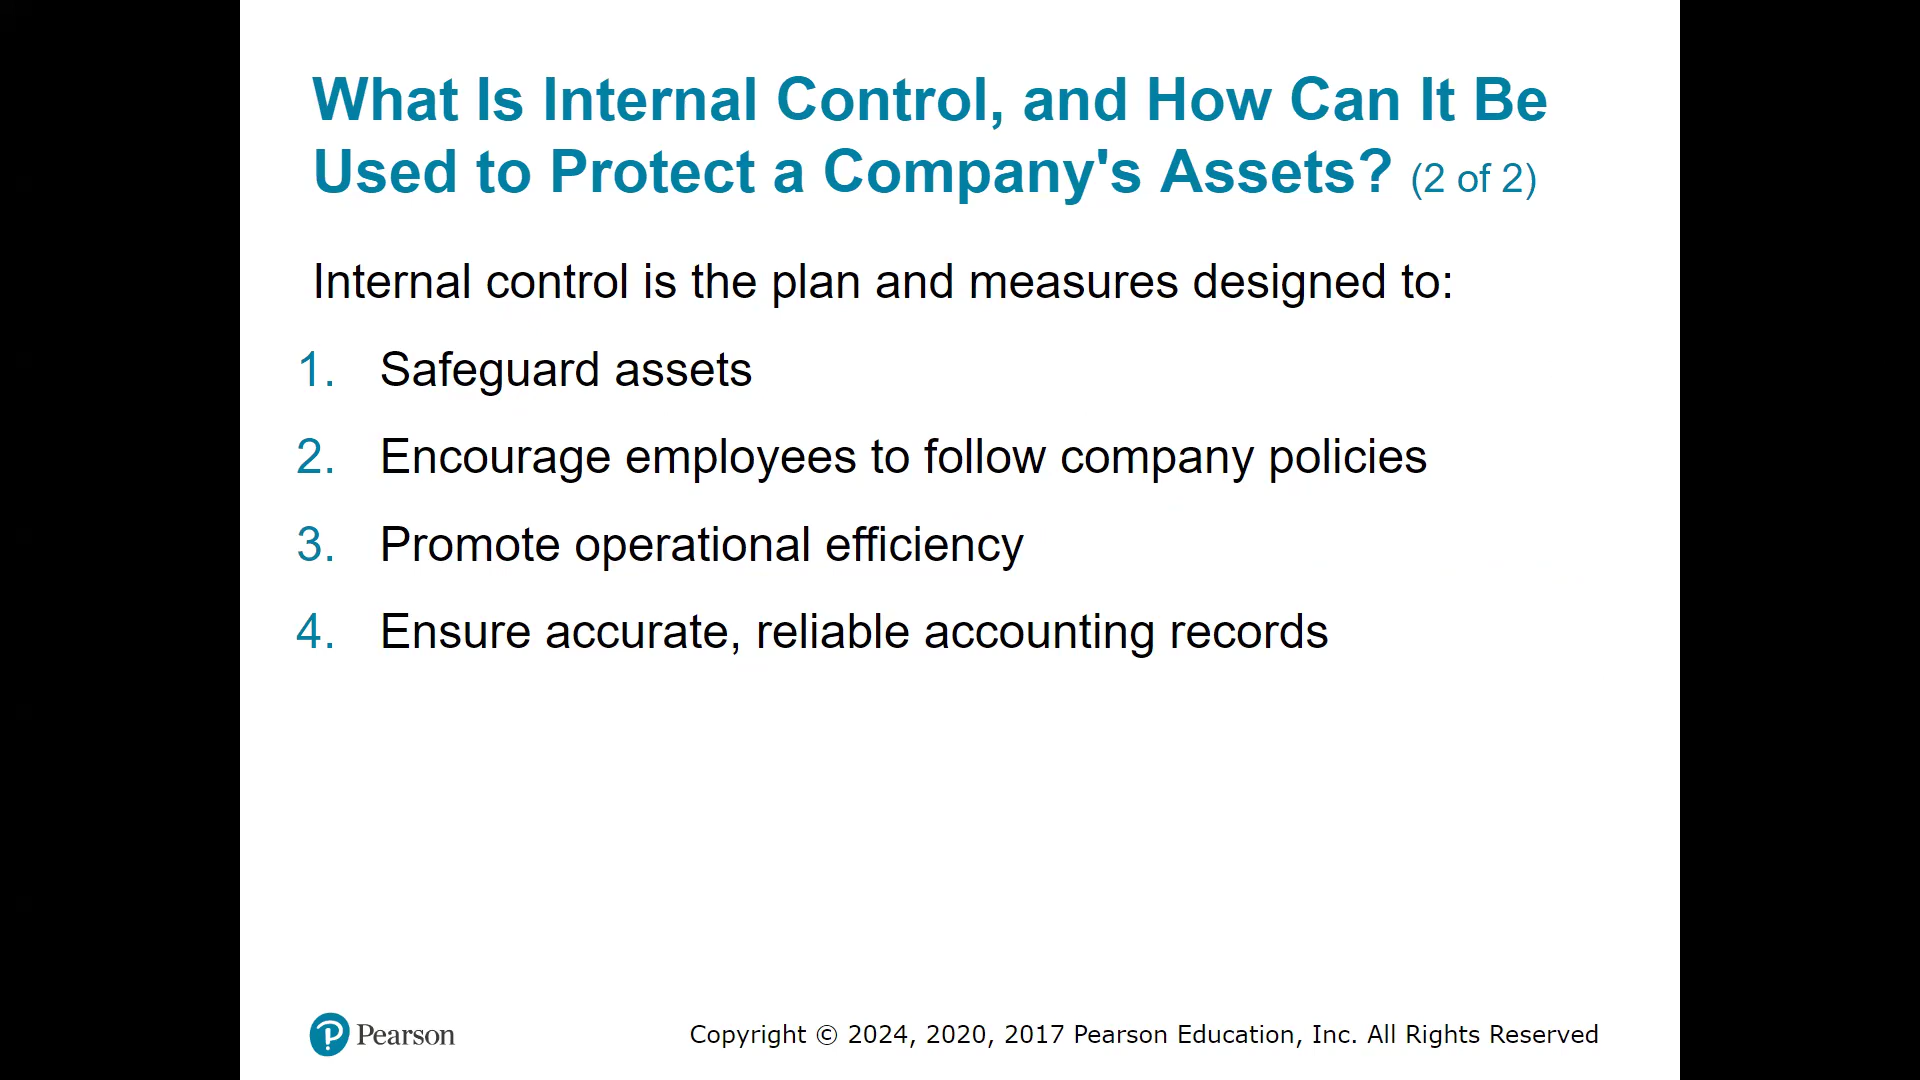 What Is Internal Control, and How Can It Be
Used to Protect a Company's Assets? (2 of 2)
Internal control is the plan and measures designed to:
1. Safeguard assets
2. Encourage employees to follow company policies
3. Promote operational efficiency
4. Ensure accurate, reliable accounting records
Pearson
Copyright © 2024, 2020, 2017 Pearson Education, Inc. All Rights Reserved